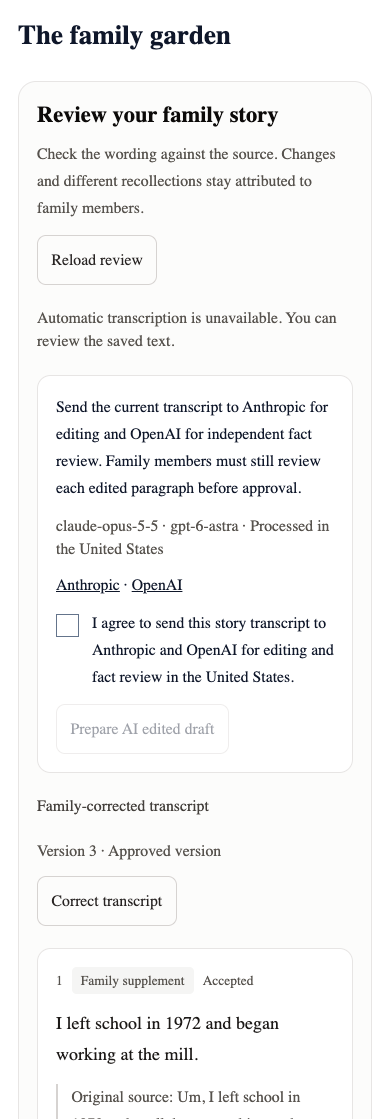 The family garden
Review your family story
Check the wording against the source. Changes
and different recollections stay attributed to
family members.
Reload review
Automatic transcription is unavailable. You can
review the saved text.
Send the current transcript to Anthropic for
editing and OpenAI for independent fact
review. Family members must still review
each edited paragraph before approval.
claude-opus-5-5 · gpt-6-astra · Processed in
the United States
Anthropic · OpenAI
I agree to send this story transcript to
Anthropic and OpenAI for editing and
fact review in the United States.
Prepare AI edited draft
Family-corrected transcript
Version 3 · Approved version
Correct transcript
1 Family supplement Accepted
I left school in 1972 and began
working at the mill.
Original source: Um, I left school in